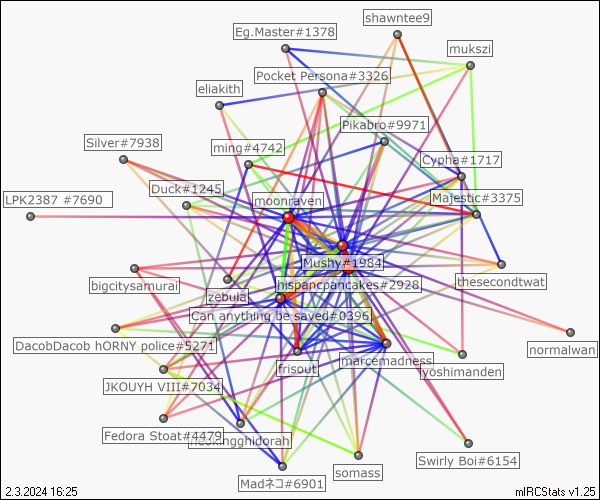 shawntee9
Eg.Master#1378
mukszi
Pocket Persona#3326
eliakith
Pikabro#9971
Silver#7938
ming#4742
Cypha#1717
Duck#1245
Majestic#3375
LPK2387 #7690
moonraven
Mushy#1984
bigcitysamurai
nispancpancakes#2928
thesecondtwat
zebula
Can anything be saved#0396
DacobDacob hORNY police#5271
normalwan
marcemadness
frisout
lyoshimanden
JKOUYH VIII#7034
Fedora Stoat#4479
Swirly Boi#6154
somass
Madネコ#6901
2.3.2024 16:25
mIRCStats v1.25